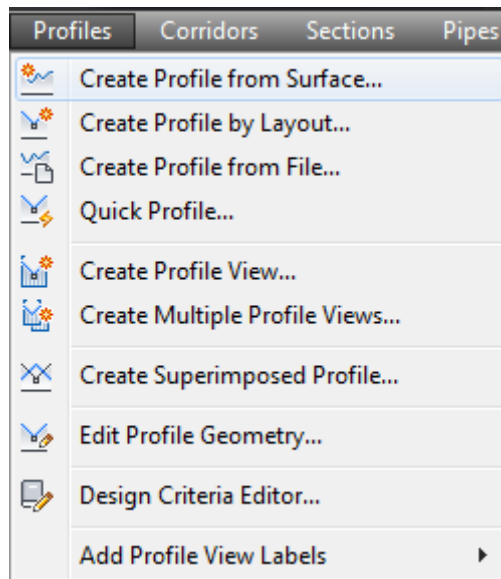 Profiles Corridors Sections Pipes
Create Profile from Surface...
Create Profile by Layout...
Create Profile from File...
Quick Profile...
Create Profile View...
Create Multiple Profile Views...
Create Superimposed Profile...
Edit Profile Geometry...
Design Criteria Editor...
Add Profile View Labels